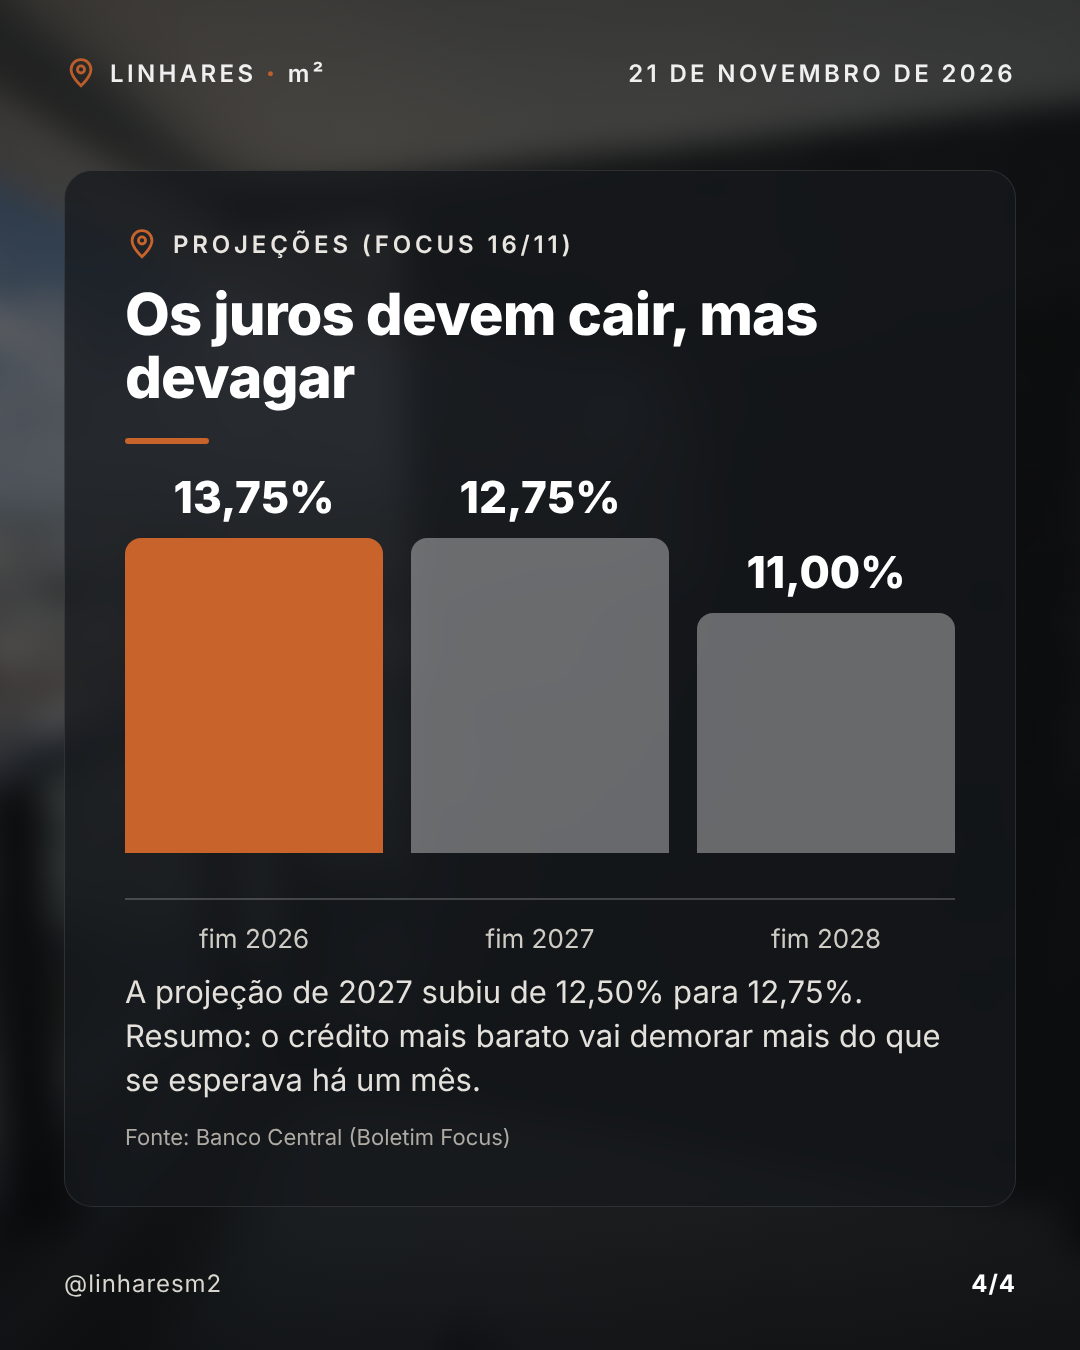 LINHARES · m²
21 DE NOVEMBRO DE 2026
PROJEÇÕES (FOCUS 16/11)
Os juros devem cair, mas
devagar
13,75%
12,75%
11,00%
fim 2026
fim 2027
fim 2028
A projeção de 2027 subiu de 12,50% para 12,75%.
Resumo: o crédito mais barato vai demorar mais do que
se esperava há um mês.
Fonte: Banco Central (Boletim Focus)
@linharesm2
4/4